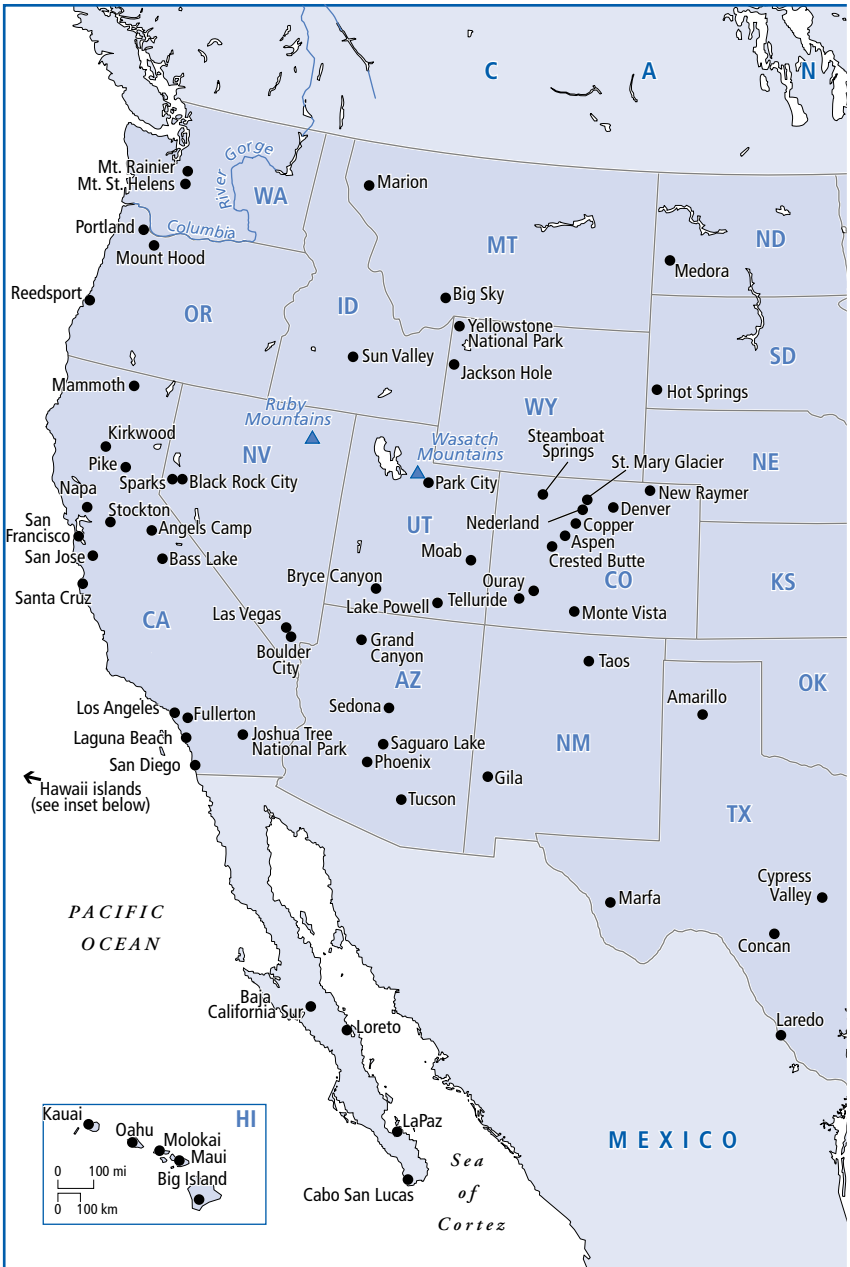 C A N
Mt. Rainier
Mt. St. Helens
River Gorge
WA
Marion
Portland
Columbia
Mount Hood
MT
ND
Medora
Reedsport
OR
ID
Big Sky
Yellowstone
National Park
SD
Sun Valley
Jackson Hole
Mammoth
Hot Springs
WY
Ruby
Mountains
Kirkwood
NV
Wasatch
Mountains
Steamboat
Springs
St. Mary Glacier
NE
Pike
Sparks
Black Rock City
Park City
New Raymer
Napa
Stockton
Nederland
Denver
San
Francisco
Angels Camp
UT
Copper
Aspen
San Jose
Bass Lake
Moab
Crested Butte
Santa Cruz
Bryce Canyon
Ouray
CO
KS
CA
Las Vegas
Lake Powell
Telluride
Monte Vista
Boulder
City
Grand
Canyon
Taos
AZ
OK
Los Angeles
Fullerton
Sedona
Amarillo
Laguna Beach
Joshua Tree
National Park
Saguaro Lake
NM
San Diego
Phoenix
Hawaii islands
(see inset below)
Gila
Tucson
TX
Cypress
Valley
Marfa
PACIFIC
OCEAN
Concan
Baja
California Sur
Loreto
Laredo
Kauai
HI
Oahu
Molokai
Maui
Big Island
0 100 mi
0 100 km
LaPaz
MEXICO
Cabo San Lucas
Sea
of
Cortez